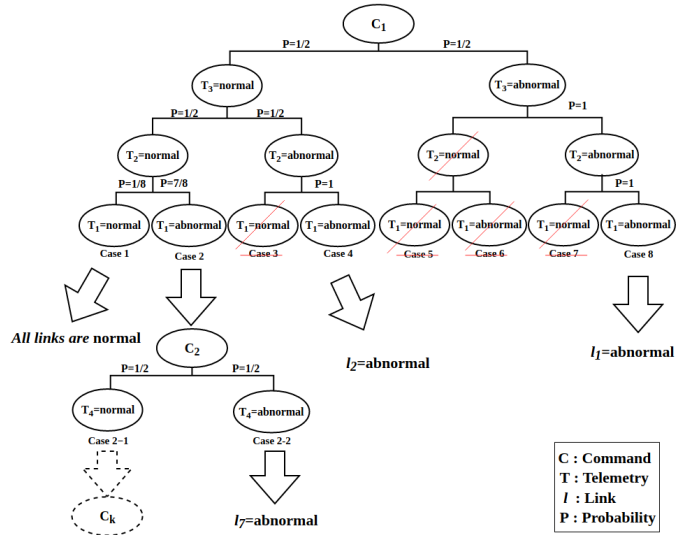 C1
P=1/2 P=1/2
T3=normal T3=abnormal
P=1/2 P=1/2 P=1
T2=normal T2=abnormal T2=normal T2=abnormal
P=1/8 P=7/8 P=1 P=1
T1=normal T1=abnormal T1=normal T1=abnormal T1=normal T1=abnormal T1=normal T1=abnormal
Case 1 Case 2 Case 3 Case 4 Case 5 Case 6 Case 7 Case 8
All links are normal
C2
l2=abnormal
l1=abnormal
P=1/2 P=1/2
T4=normal T4=abnormal
Case 2−1 Case 2-2
Ck
l7=abnormal
C : Command
T : Telemetry
l : Link
P : Probability